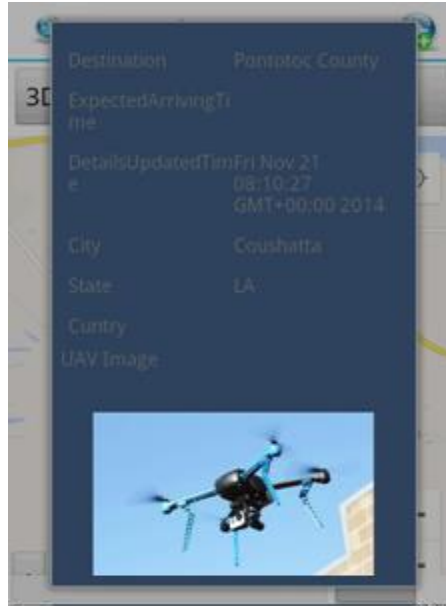 3D
Destination Pontotoc County
ExpectedArrivingTi
me
DetailsUpdatedTim Fri Nov 21
e 08:10:27
GMT+00:00 2014
City Coushatta
State LA
Cuntry
UAV Image